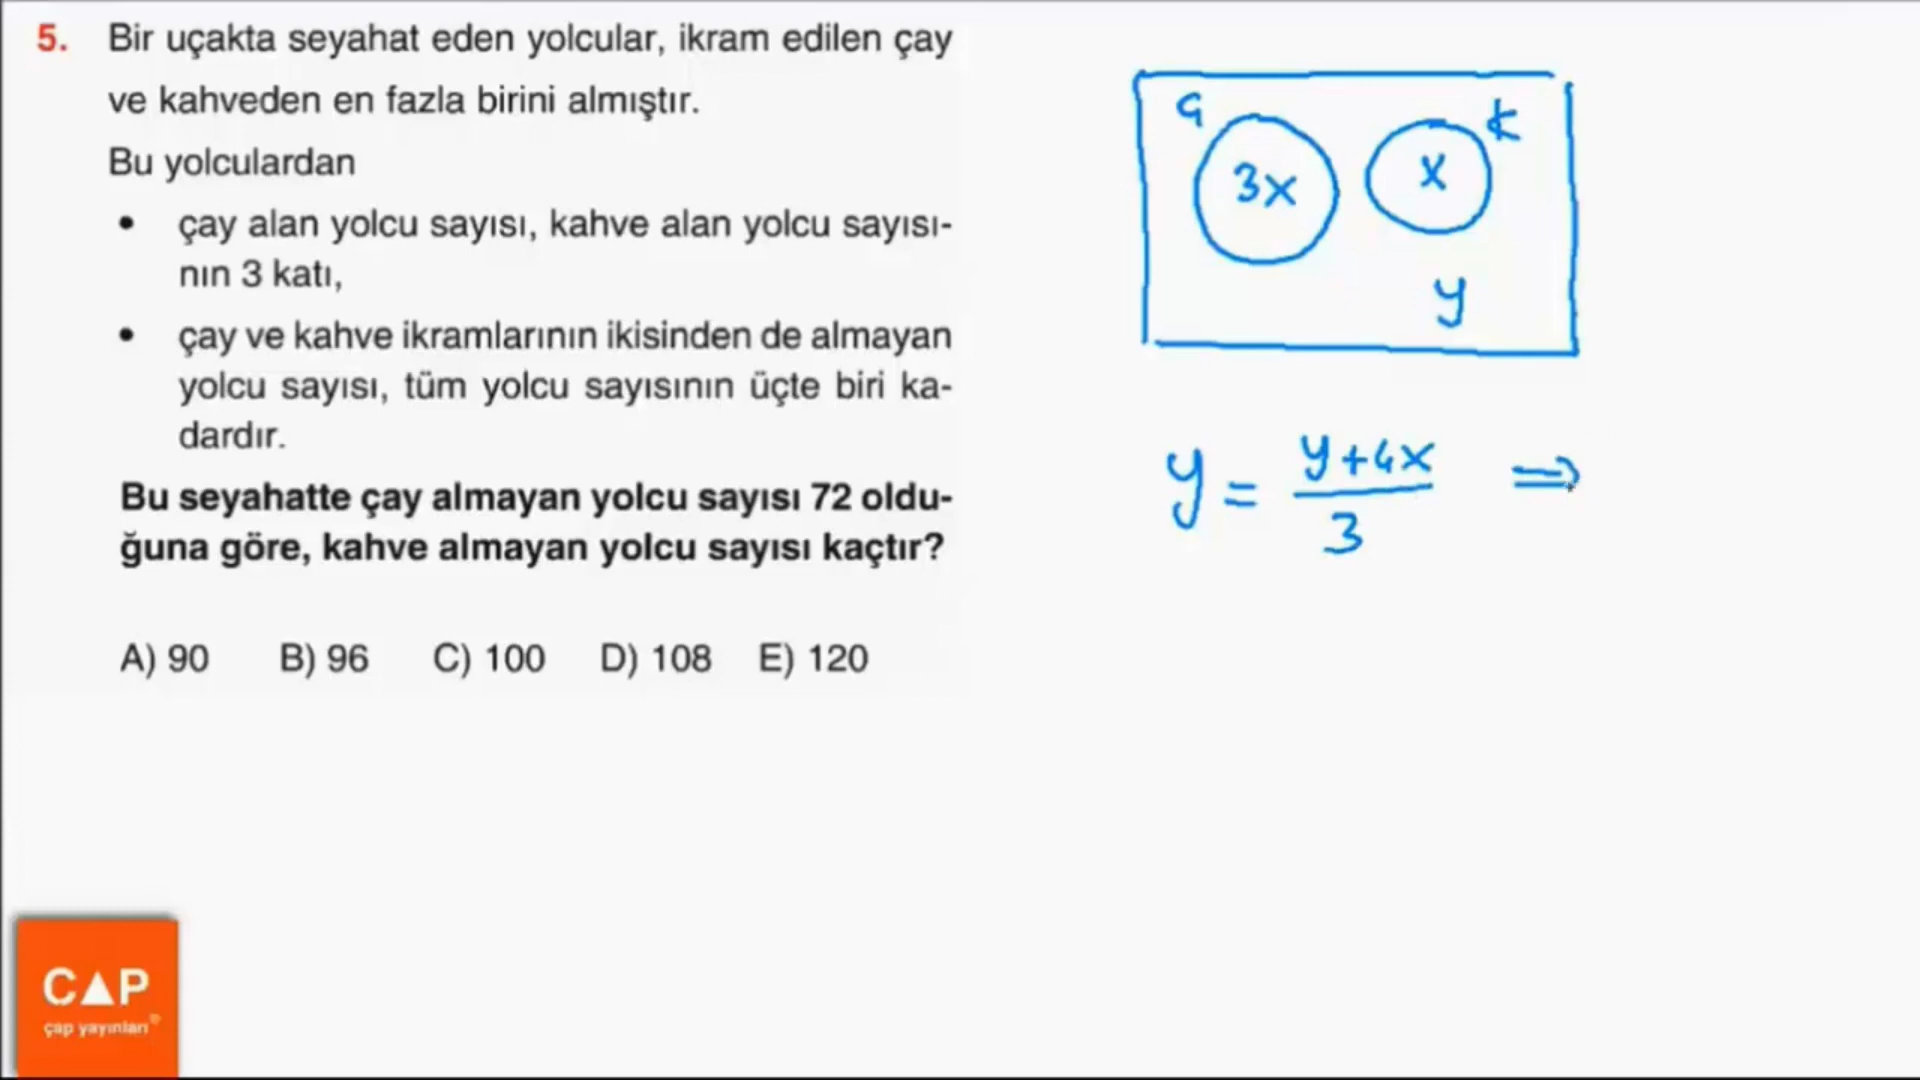 5. Bir uçakta seyahat eden yolcular, ikram edilen çay
ve kahveden en fazla birini almıştır.
Bu yolculardan
• çay alan yolcu sayısı, kahve alan yolcu sayısı-
nın 3 katı,
• çay ve kahve ikramlarının ikisinden de almayan
yolcu sayısı, tüm yolcu sayısının üçte biri ka-
dardır.
Bu seyahatte çay almayan yolcu sayısı 72 oldu-
ğuna göre, kahve almayan yolcu sayısı kaçtır?
A) 90 B) 96 C) 100 D) 108 E) 120
Ç K
3x x
y
y = (y+4x)/3 ⇒
CAP
çap yayınları®